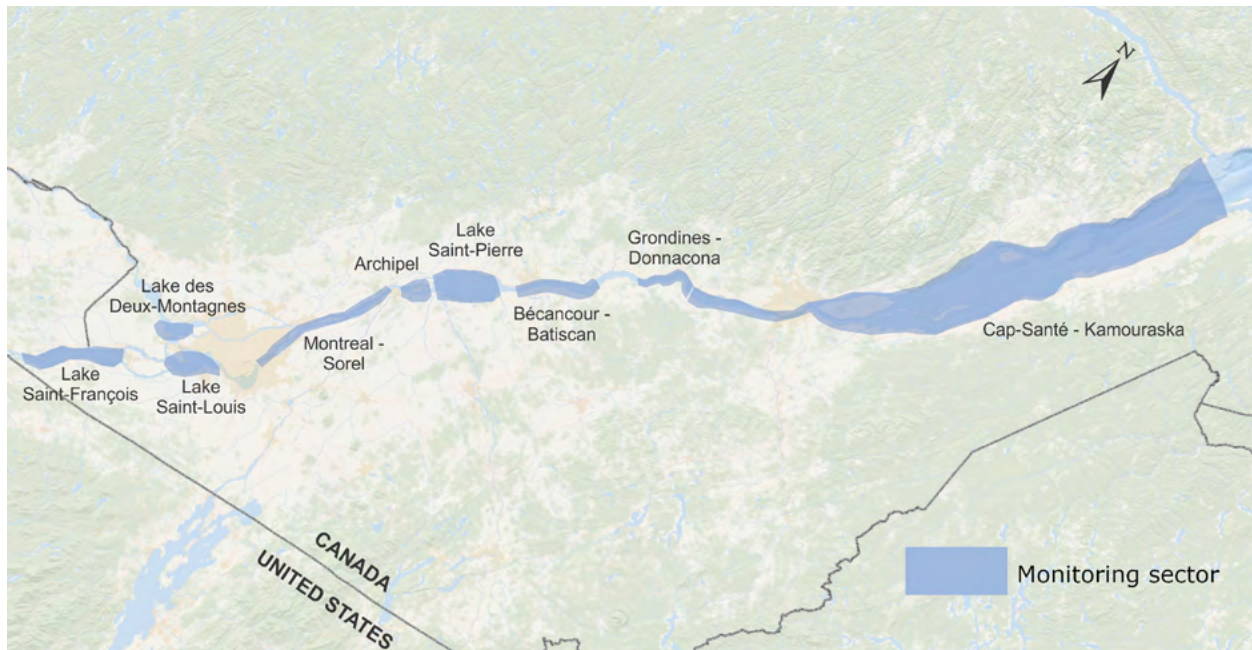 N
Lake
Saint-Pierre
Grondines -
Donnacona
Archipel
Lake des
Deux-Montagnes
Bécancour -
Batiscan
Cap-Santé - Kamouraska
Montreal -
Sorel
Lake
Saint-François
Lake
Saint-Louis
CANADA
UNITED STATES
Monitoring sector